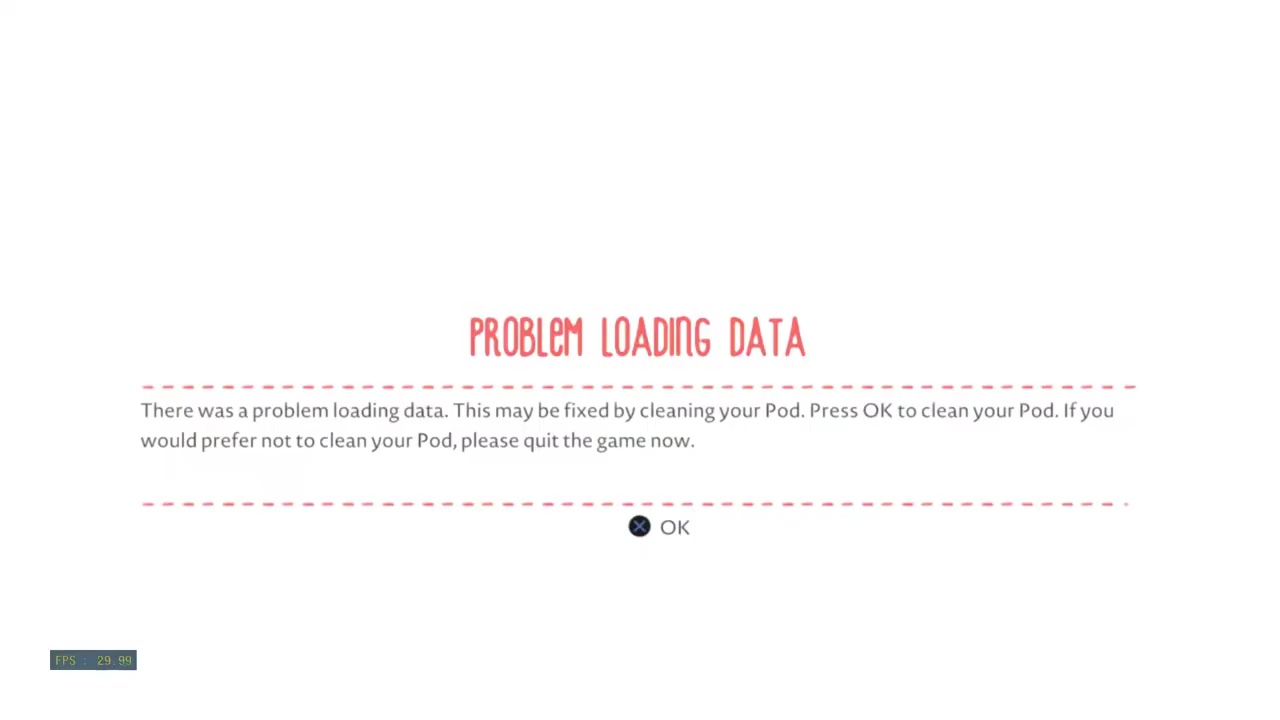 PROBLEM LOADING DATA
There was a problem loading data. This may be fixed by cleaning your Pod. Press OK to clean your Pod. If you
would prefer not to clean your Pod, please quit the game now.
OK
FPS : 29.99